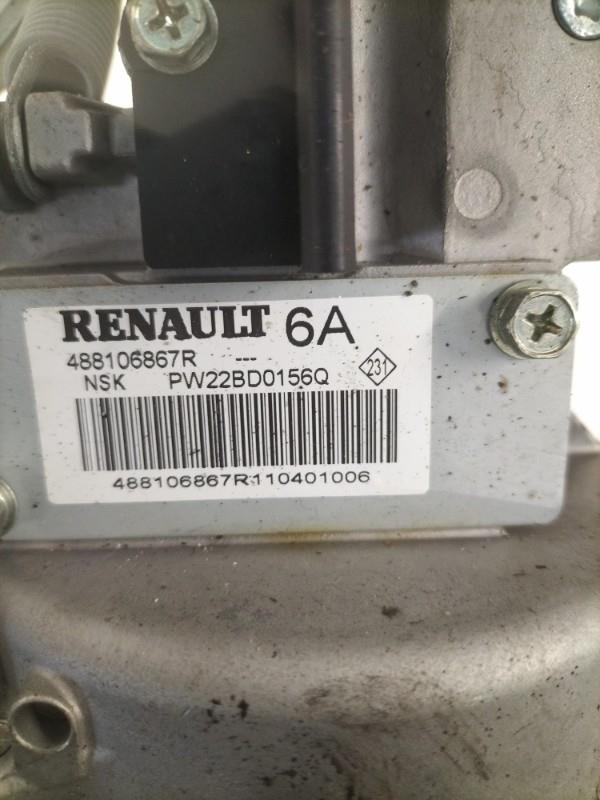 RENAULT 6A
488106867R ---
NSK PW22BD0156Q 231
488106867R110401006